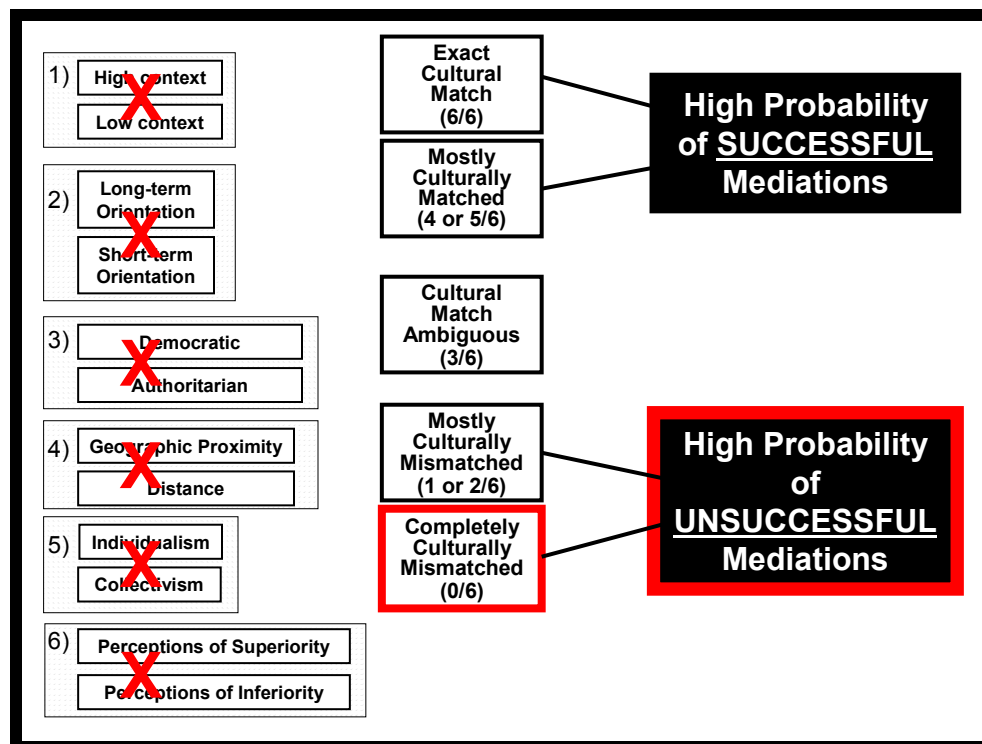 1)
High context
X
Low context
2)
Long-term
Orientation
X
Short-term
Orientation
3)
Democratic
X
Authoritarian
4)
Geographic Proximity
X
Distance
5)
Individualism
X
Collectivism
6)
Perceptions of Superiority
X
Perceptions of Inferiority
Exact
Cultural
Match
(6/6)
Mostly
Culturally
Matched
(4 or 5/6)
Cultural
Match
Ambiguous
(3/6)
Mostly
Culturally
Mismatched
(1 or 2/6)
Completely
Culturally
Mismatched
(0/6)
High Probability
of SUCCESSFUL
Mediations
High Probability
of
UNSUCCESSFUL
Mediations